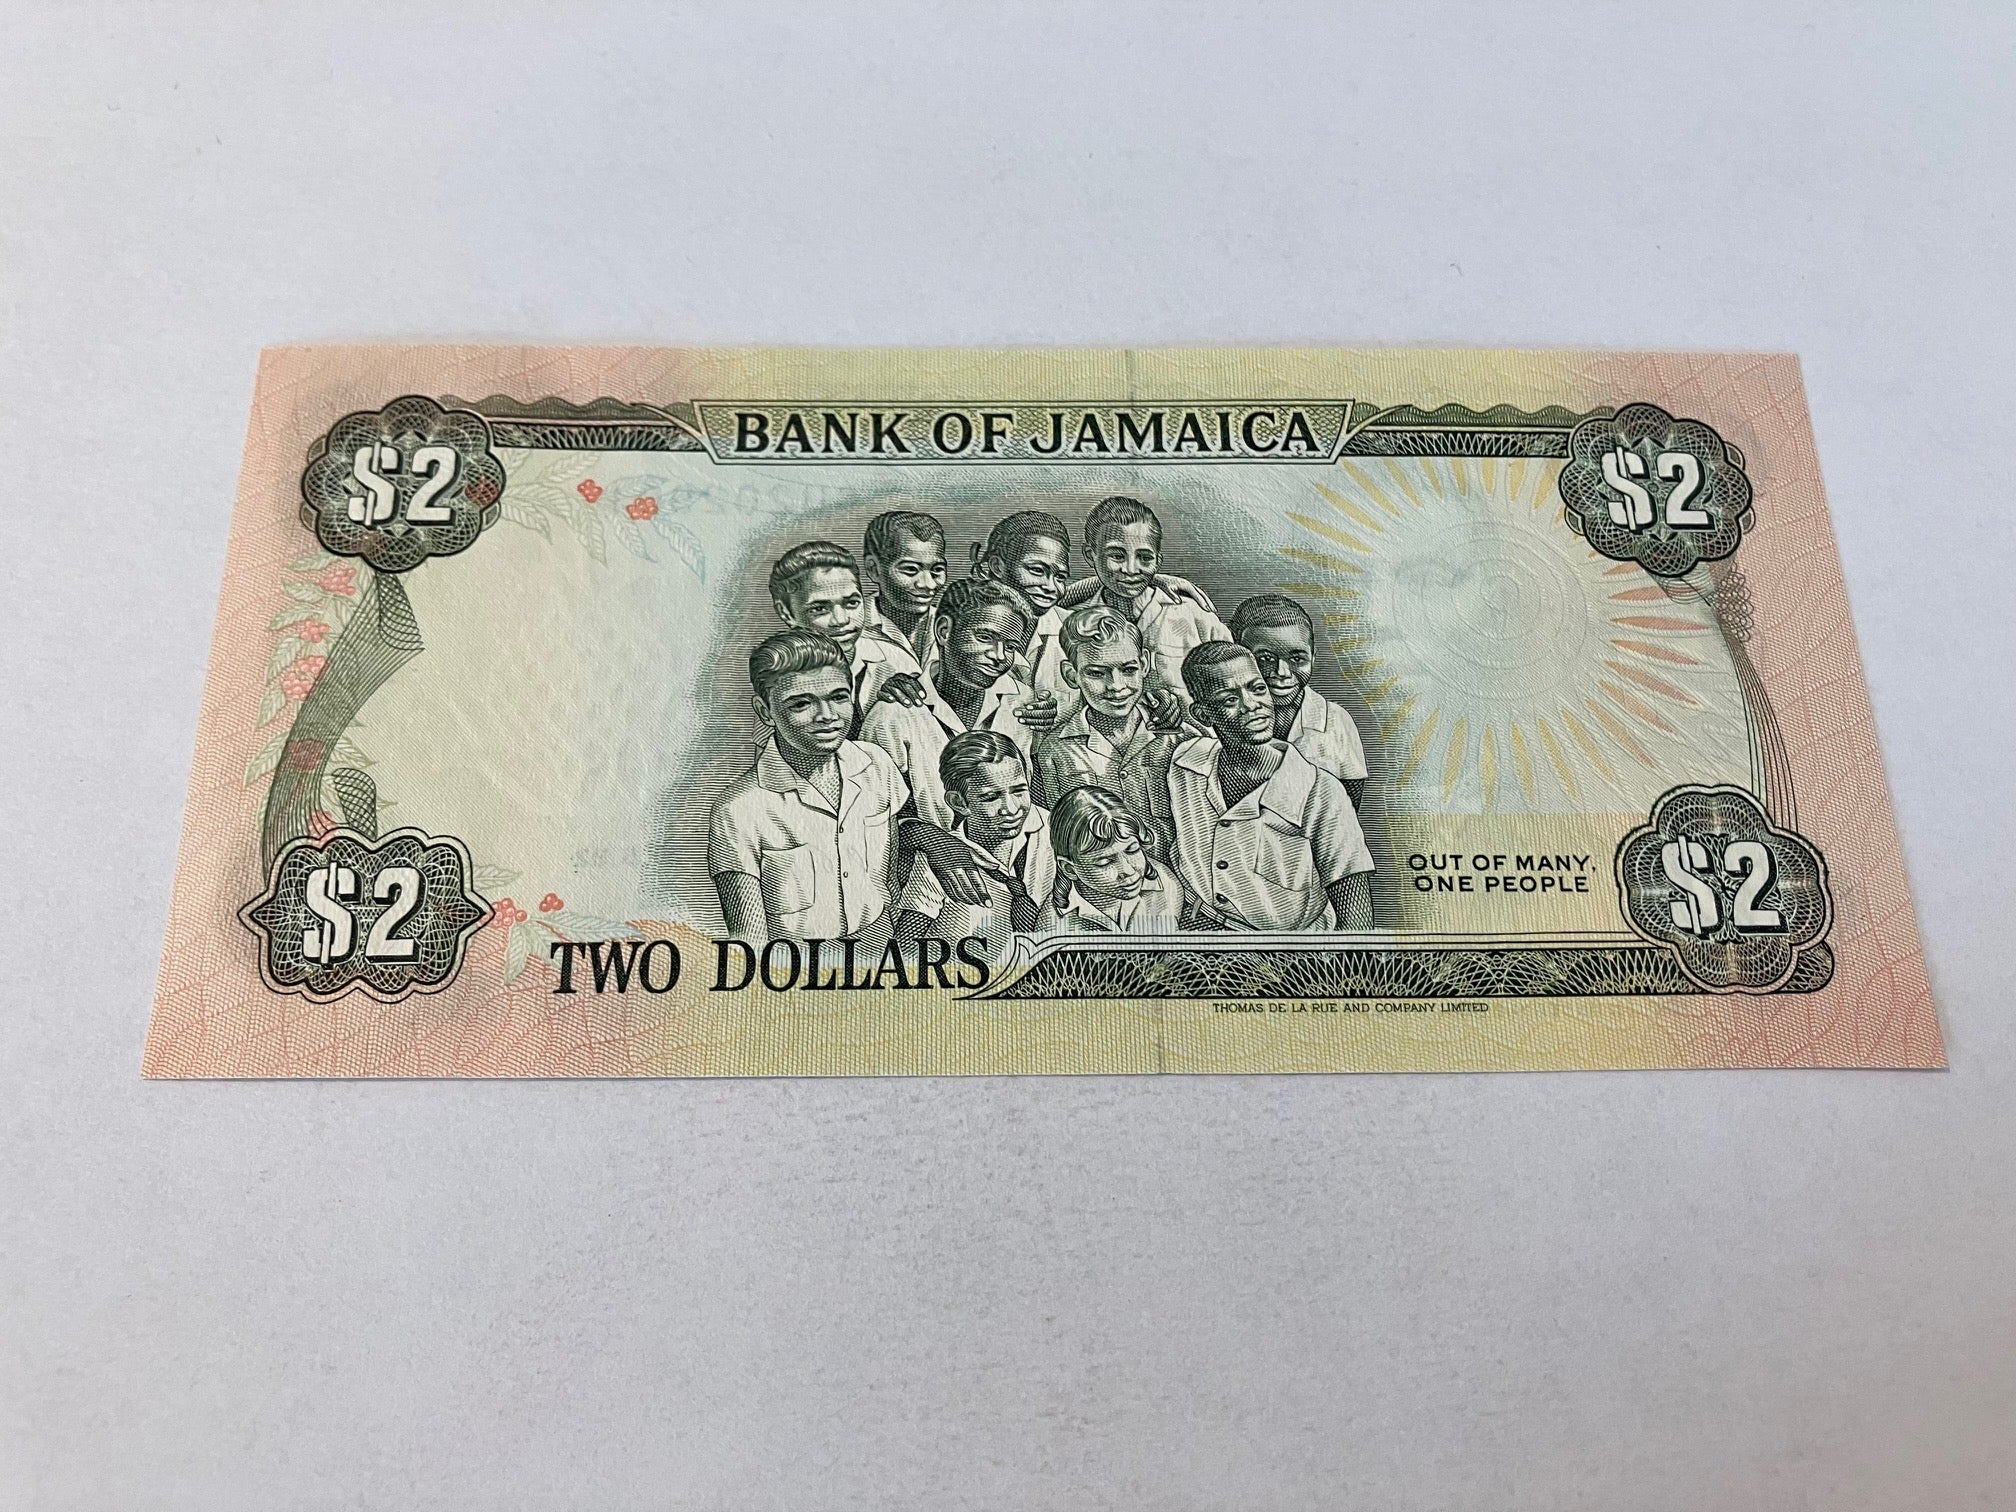 BANK OF JAMAICA
$2
$2
OUT OF MANY,
ONE PEOPLE
$2
$2
TWO DOLLARS
THOMAS DE LA RUE AND COMPANY LIMITED